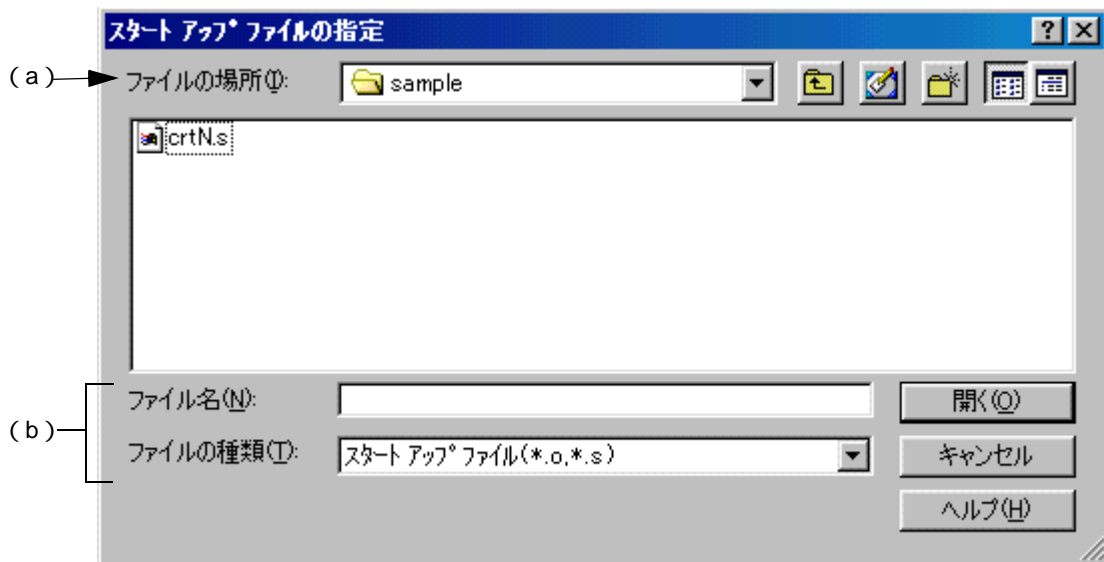 スタート アップ ファイルの指定
(a)
ファイルの場所(I):
sample
crtN.s
(b)
ファイル名(N):
開く(O)
ファイルの種類(T):
スタート アップ ファイル(*.o,*.s)
キャンセル
ヘルプ(H)